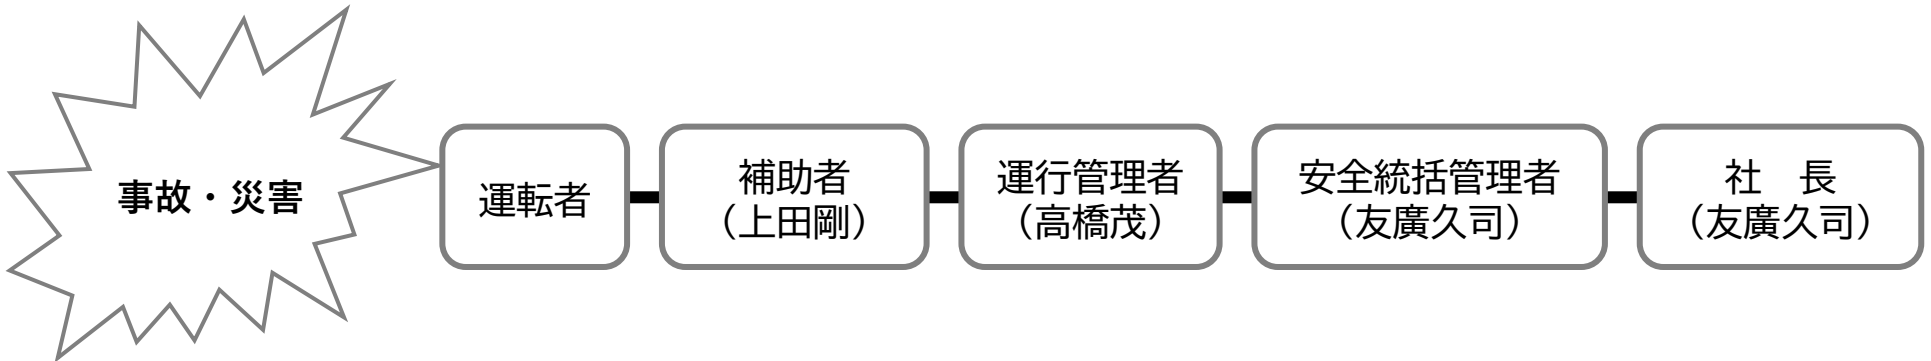 事故・災害
運転者
補助者
（上田剛）
運行管理者
（高橋茂）
安全統括管理者
（友廣久司）
社　長
（友廣久司）